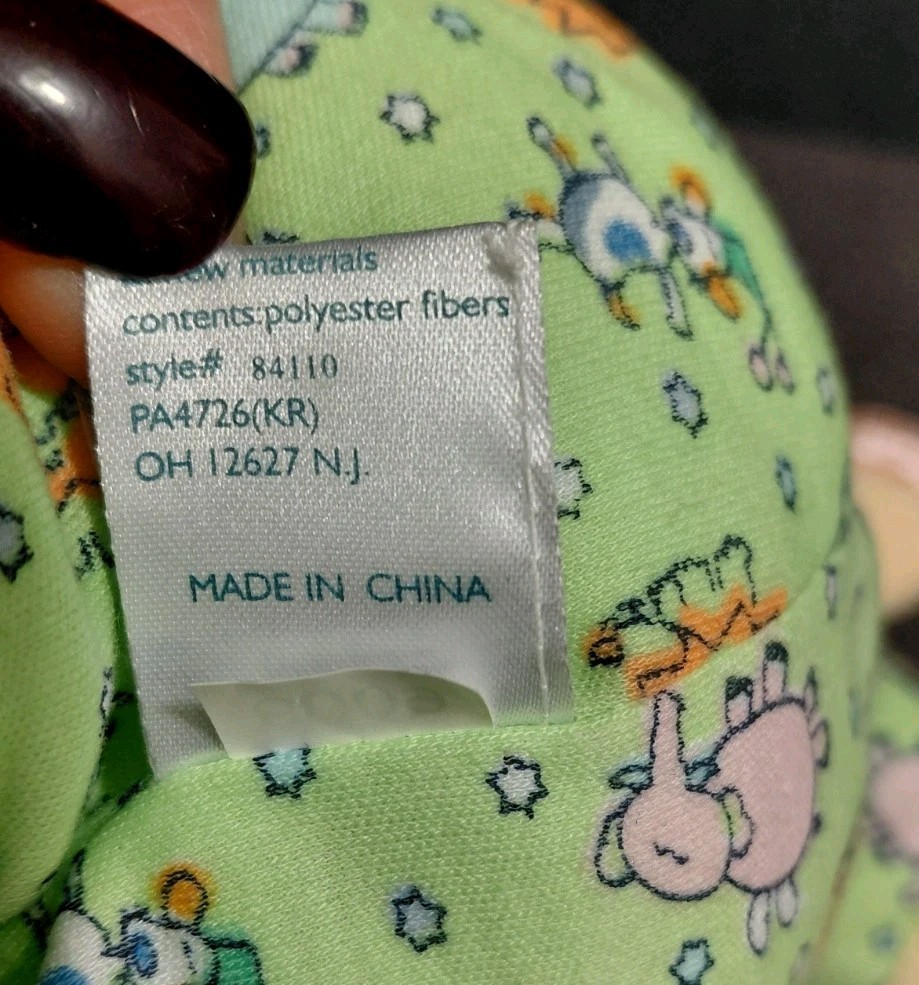 materials
contents:polyester fibers
style# 84110
PA4726(KR)
OH 12627 N.J.
MADE IN CHINA